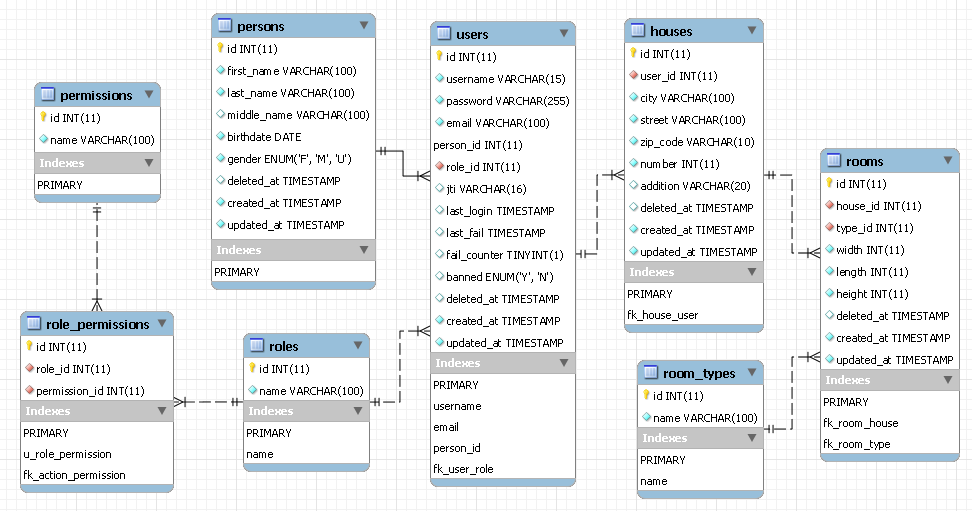 permissions
id INT(11)
name VARCHAR(100)
Indexes
PRIMARY
persons
id INT(11)
first_name VARCHAR(100)
last_name VARCHAR(100)
middle_name VARCHAR(100)
birthdate DATE
gender ENUM('F', 'M', 'U')
deleted_at TIMESTAMP
created_at TIMESTAMP
updated_at TIMESTAMP
Indexes
PRIMARY
users
id INT(11)
username VARCHAR(15)
password VARCHAR(255)
email VARCHAR(100)
person_id INT(11)
role_id INT(11)
jti VARCHAR(16)
last_login TIMESTAMP
last_fail TIMESTAMP
fail_counter TINYINT(1)
banned ENUM('Y', 'N')
deleted_at TIMESTAMP
created_at TIMESTAMP
updated_at TIMESTAMP
Indexes
PRIMARY
username
email
person_id
fk_user_role
houses
id INT(11)
user_id INT(11)
city VARCHAR(100)
street VARCHAR(100)
zip_code VARCHAR(10)
number INT(11)
addition VARCHAR(20)
deleted_at TIMESTAMP
created_at TIMESTAMP
updated_at TIMESTAMP
Indexes
PRIMARY
fk_house_user
rooms
id INT(11)
house_id INT(11)
type_id INT(11)
width INT(11)
length INT(11)
height INT(11)
deleted_at TIMESTAMP
created_at TIMESTAMP
updated_at TIMESTAMP
Indexes
PRIMARY
fk_room_house
fk_room_type
role_permissions
id INT(11)
role_id INT(11)
permission_id INT(11)
Indexes
PRIMARY
u_role_permission
fk_action_permission
roles
id INT(11)
name VARCHAR(100)
Indexes
PRIMARY
name
room_types
id INT(11)
name VARCHAR(100)
Indexes
PRIMARY
name